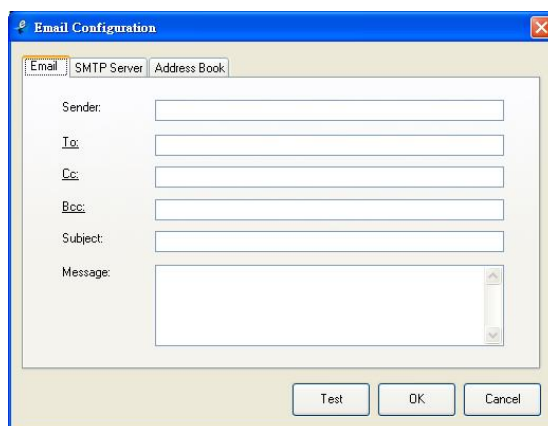 Email Configuration
Email SMTP Server Address Book
Sender:
To:
Cc:
Bcc:
Subject:
Message:
Test OK Cancel